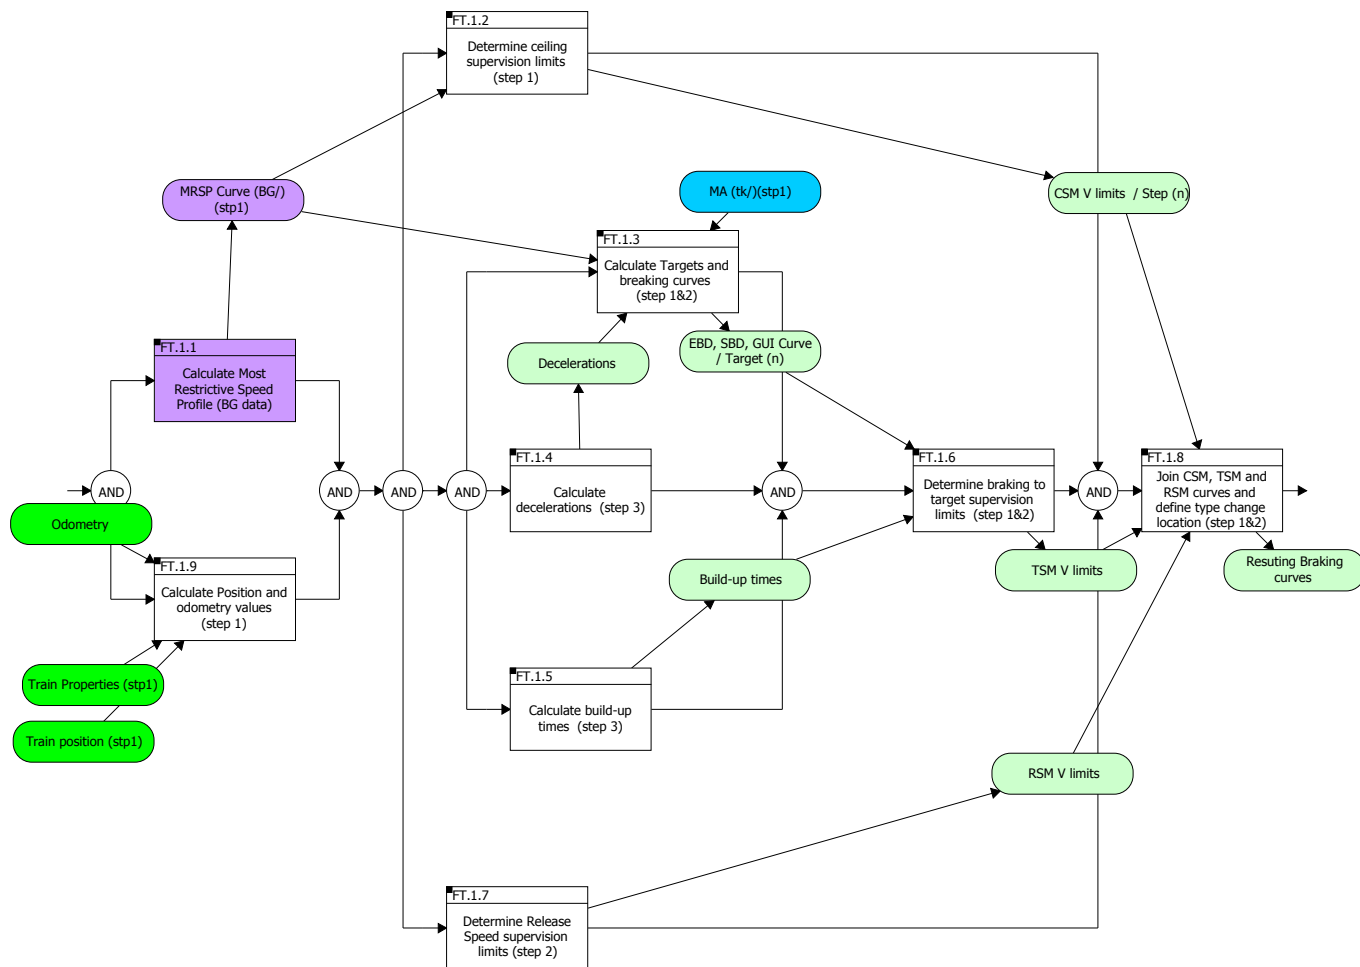 FT.1.2
Determine ceiling
supervision limits
(step 1)
MRSP Curve (BG/)
(stp1)
MA (tk/)(stp1)
CSM V limits  / Step (n)
FT.1.3
Calculate Targets and
breaking curves
(step 1&2)
FT.1.1
Calculate Most
Restrictive Speed
Profile (BG data)
Decelerations
EBD, SBD, GUI Curve
/ Target (n)
FT.1.4
Calculate
decelerations  (step 3)
FT.1.6
Determine braking to
target supervision
limits  (step 1&2)
FT.1.8
Join CSM, TSM and
RSM curves and
define type change
location (step 1&2)
AND
AND
AND
AND
AND
AND
Odometry
FT.1.9
Calculate Position and
odometry values
(step 1)
Build-up times
TSM V limits
Resuting Braking
curves
Train Properties (stp1)
Train position (stp1)
FT.1.5
Calculate build-up
times  (step 3)
RSM V limits
FT.1.7
Determine Release
Speed supervision
limits (step 2)